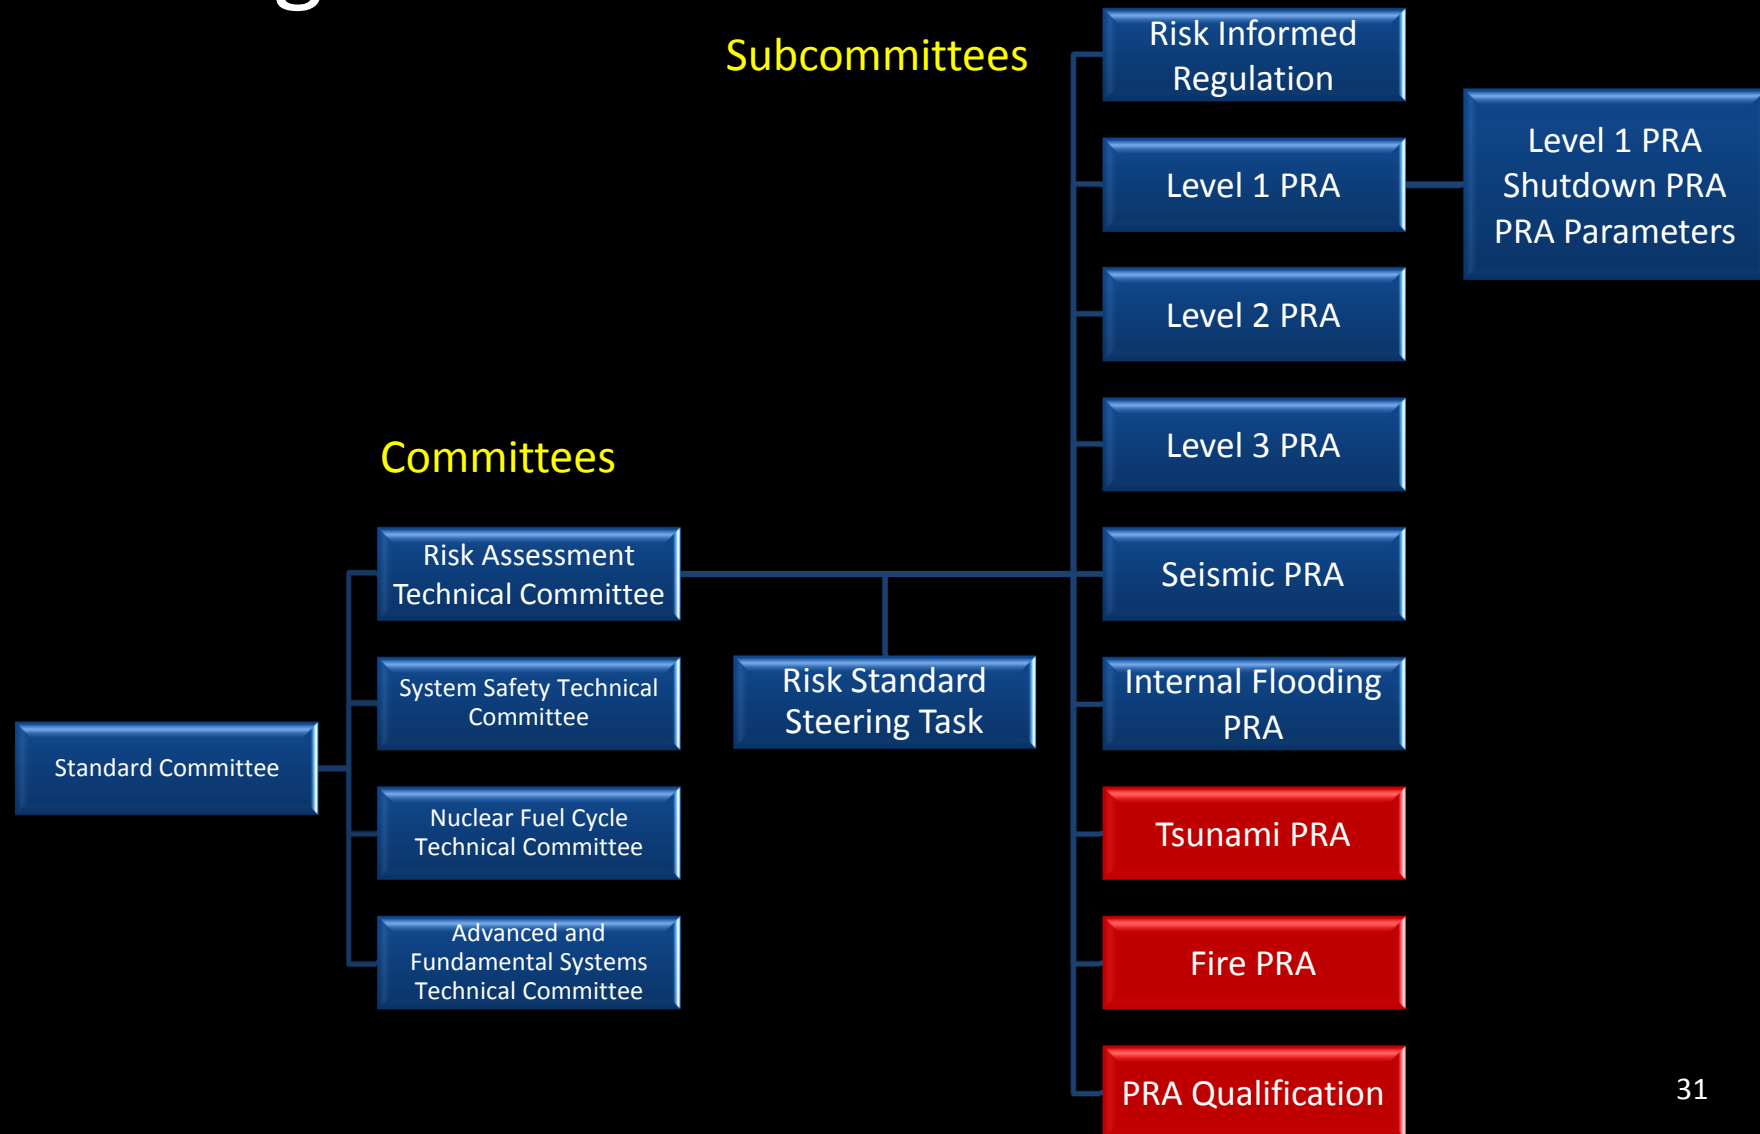 Subcommittees
Risk Informed
Regulation
Level 1 PRA
Level 1 PRA
Shutdown PRA
PRA Parameters
Level 2 PRA
Level 3 PRA
Committees
Risk Assessment
Technical Committee
Seismic PRA
System Safety Technical
Committee
Risk Standard
Steering Task
Internal Flooding
PRA
Standard Committee
Nuclear Fuel Cycle
Technical Committee
Tsunami PRA
Advanced and
Fundamental Systems
Technical Committee
Fire PRA
PRA Qualification
31